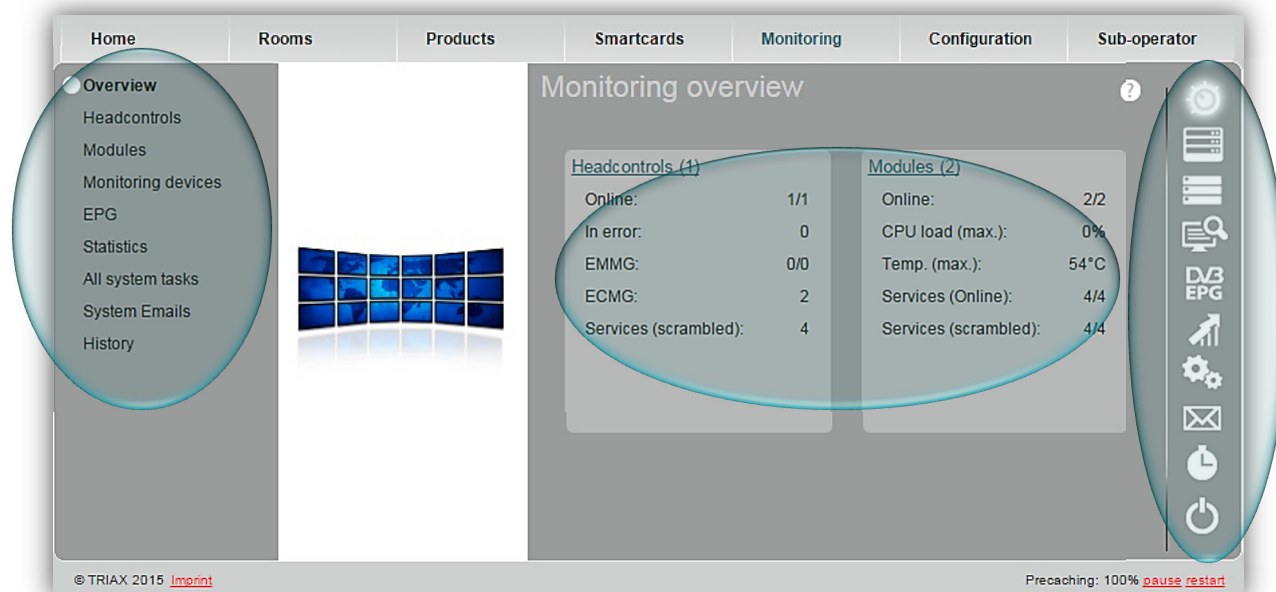 Home Rooms Products Smartcards Monitoring Configuration Sub-operator
Overview
Headcontrols
Modules
Monitoring devices
EPG
Statistics
All system tasks
System Emails
History
Monitoring overview
?
Headcontrols (1)
Online: 1/1
In error: 0
EMMG: 0/0
ECMG: 2
Services (scrambled): 4
Modules (2)
Online: 2/2
CPU load (max.): 0%
Temp. (max.): 54°C
Services (Online): 4/4
Services (scrambled): 4/4
DVB
EPG
© TRIAX 2015 Imprint
Precaching: 100% pause restart